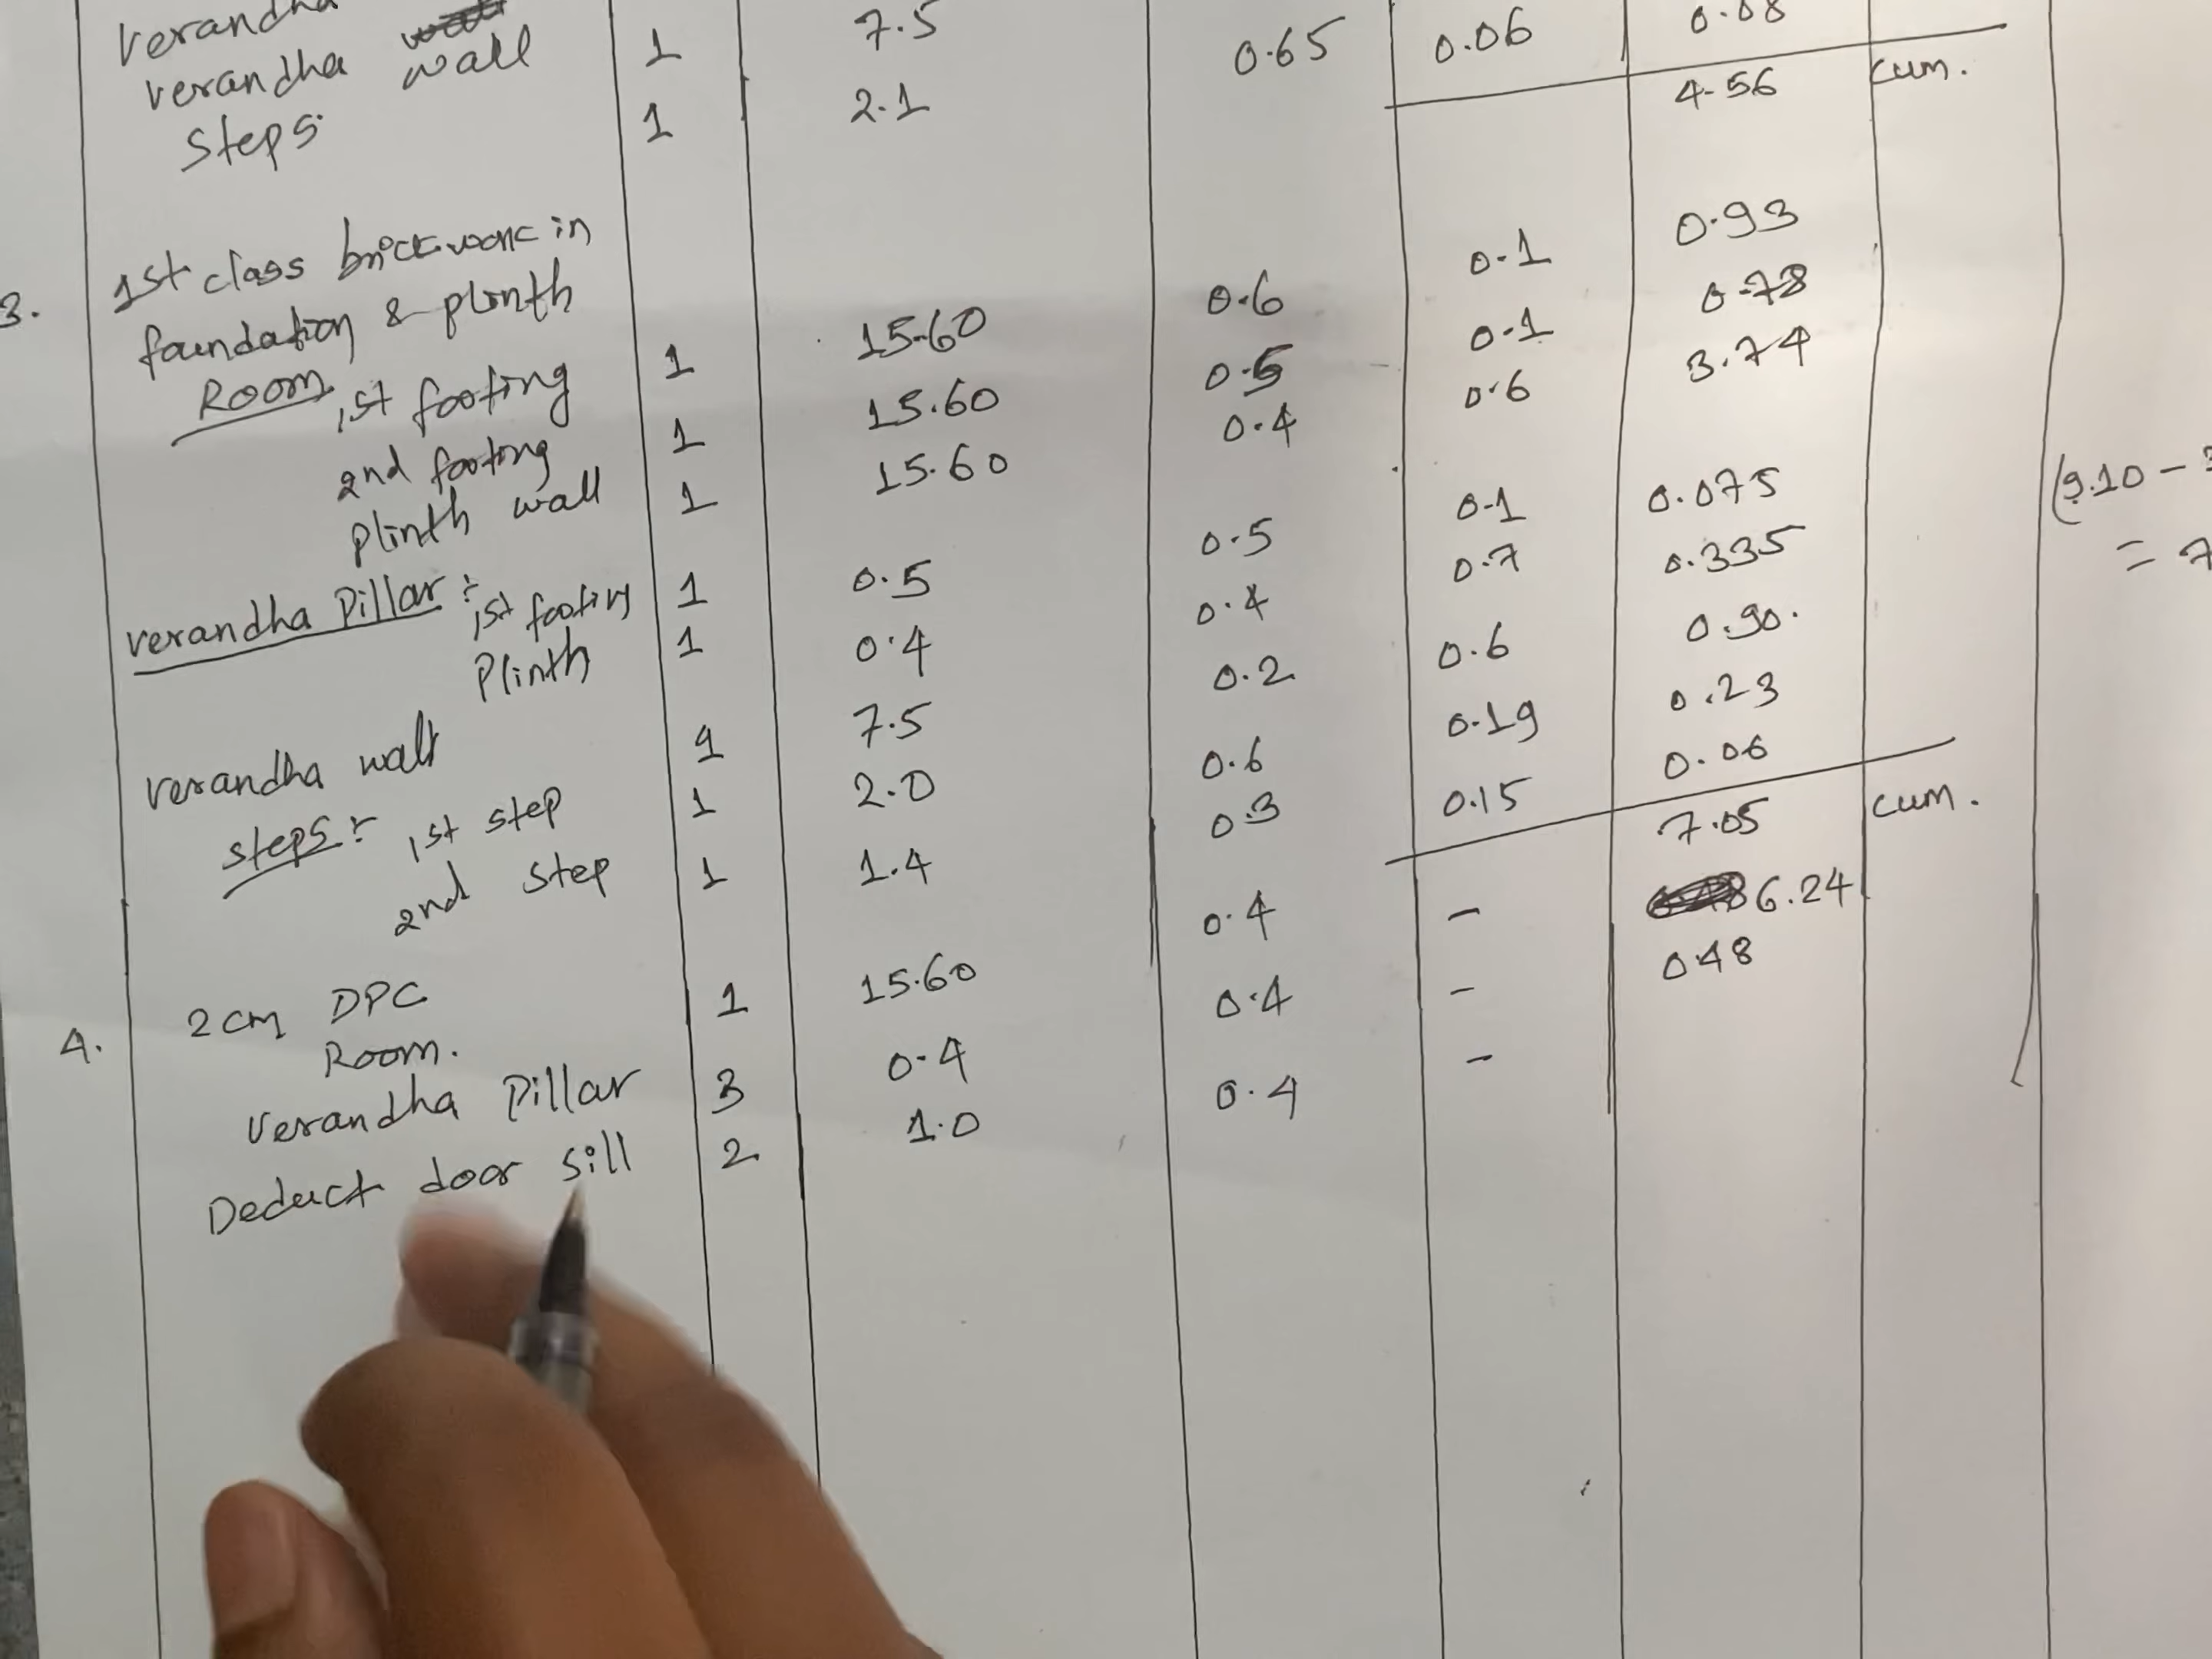 verandha
verandha wall 1 7.5
steps 1 2.1 0.65 0.06 0.08
4.56 cum.
3. 1st class brick work in
foundation & plinth
Room 1st footing 1 15.60 0.6 0.1 0.93
2nd footing 1 15.60 0.5 0.1 0.78
plinth wall 1 15.60 0.4 0.6 3.74
verandha pillar :- 1st footing 1 0.5 0.5 0.1 0.075
Plinth 1 0.4 0.4 0.7 0.335
verandha wall 1 7.5 0.2 0.6 0.90.
steps :- 1st step 1 2.0 0.6 0.19 0.23
2nd step 1 1.4 0.3 0.15 0.06
7.05 cum.
4. 2 cm DPC
Room. 1 15.60 0.4 - 6.24
Verandha Pillar 3 0.4 0.4 - 0.48
Deduct door sill 2 1.0 0.4 -
(9.10 -
=